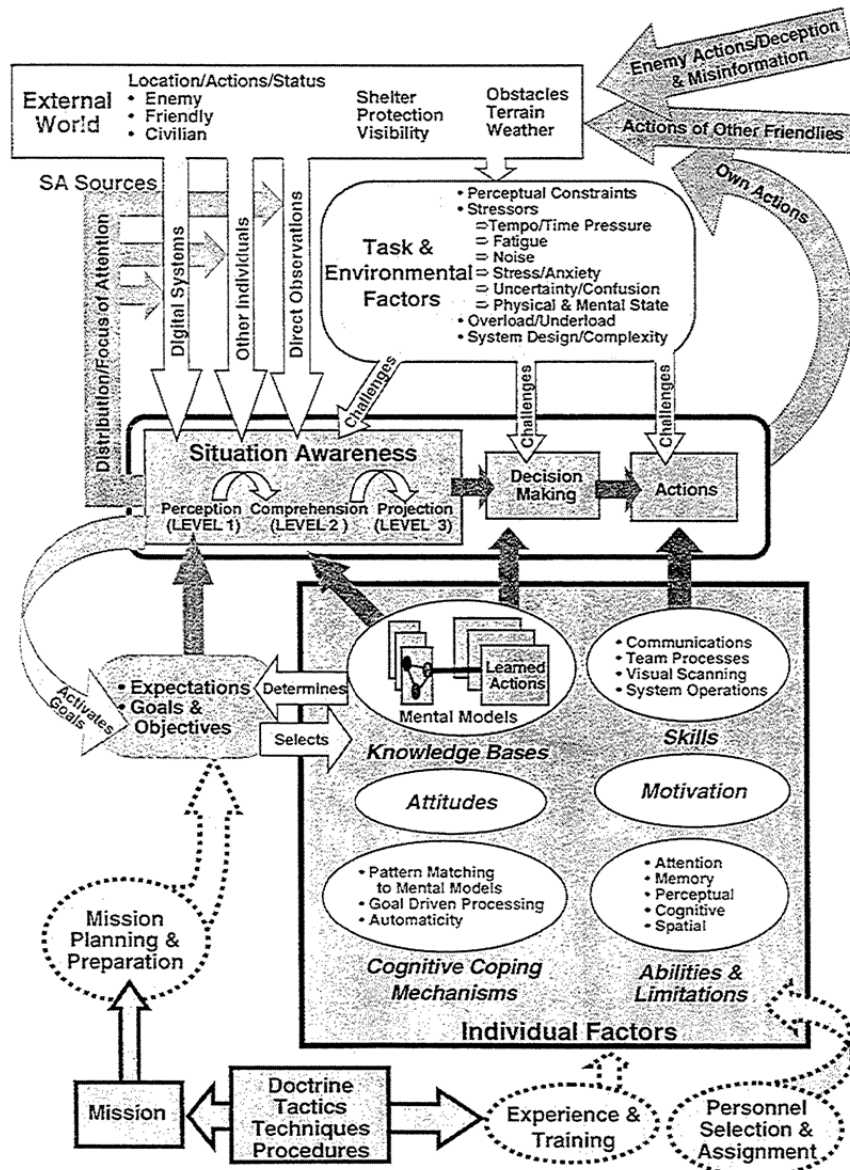 Enemy Actions/Deception
& Misinformation
External
World
Location/Actions/Status
• Enemy
• Friendly
• Civilian
Shelter
Protection
Visibility
Obstacles
Terrain
Weather
Actions of Other Friendlies
Own Actions
SA Sources
Distribution/Focus of Attention
Digital Systems
Other Individuals
Direct Observations
Task &
Environmental
Factors
• Perceptual Constraints
• Stressors
⇒Tempo/Time Pressure
⇒ Fatigue
⇒ Noise
⇒ Stress/Anxiety
⇒ Uncertainty/Confusion
⇒ Physical & Mental State
• Overload/Underload
• System Design/Complexity
Challenges
Challenges
Challenges
Situation Awareness
Perception
(LEVEL 1)
Comprehension
(LEVEL 2 )
Projection
(LEVEL 3)
Decision
Making
Actions
Activates
Goals
• Expectations
• Goals &
Objectives
Determines
Selects
Learned
Actions
Mental Models
Knowledge Bases
• Communications
• Team Processes
• Visual Scanning
• System Operations
Skills
Attitudes
Motivation
• Pattern Matching
to Mental Models
• Goal Driven Processing
• Automaticity
Cognitive Coping
Mechanisms
• Attention
• Memory
• Perceptual
• Cognitive
• Spatial
Abilities &
Limitations
Individual Factors
Mission
Planning &
Preparation
Mission
Doctrine
Tactics
Techniques
Procedures
Experience &
Training
Personnel
Selection &
Assignment